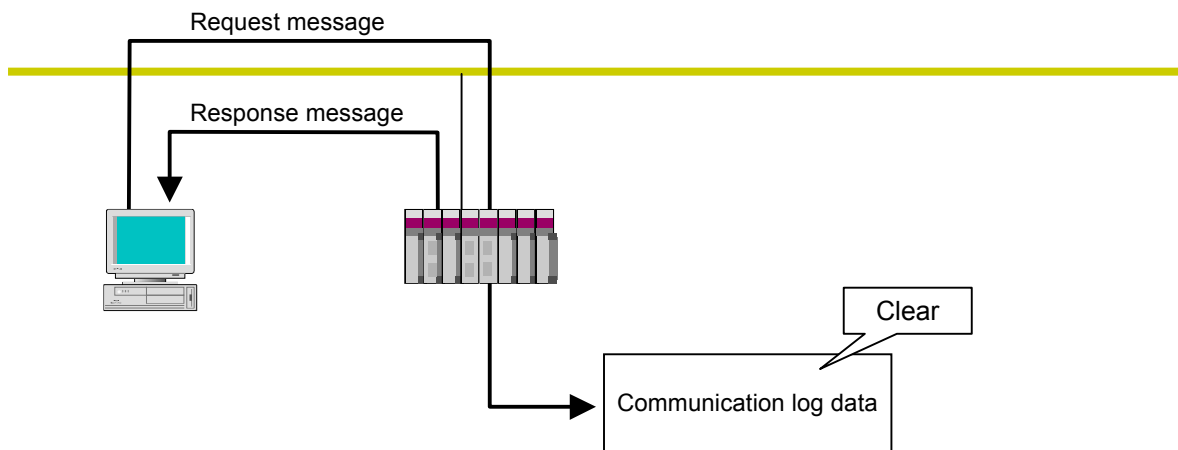 Request message
Response message
Clear
Communication log data